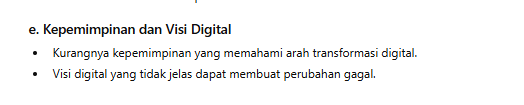 e. Kepemimpinan dan Visi Digital
• Kurangnya kepemimpinan yang memahami arah transformasi digital.
• Visi digital yang tidak jelas dapat membuat perubahan gagal.